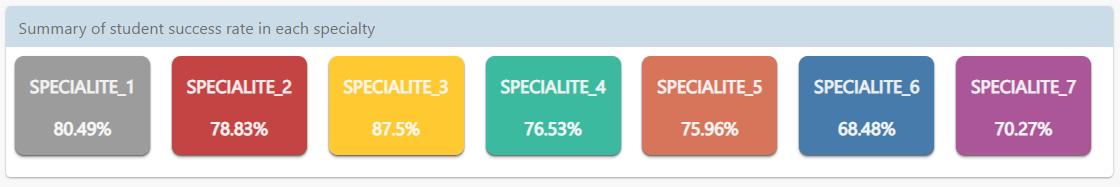 Summary of student success rate in each specialty
SPECIALITE_1 SPECIALITE_2 SPECIALITE_3 SPECIALITE_4 SPECIALITE_5 SPECIALITE_6 SPECIALITE_7
80.49% 78.83% 87.5% 76.53% 75.96% 68.48% 70.27%